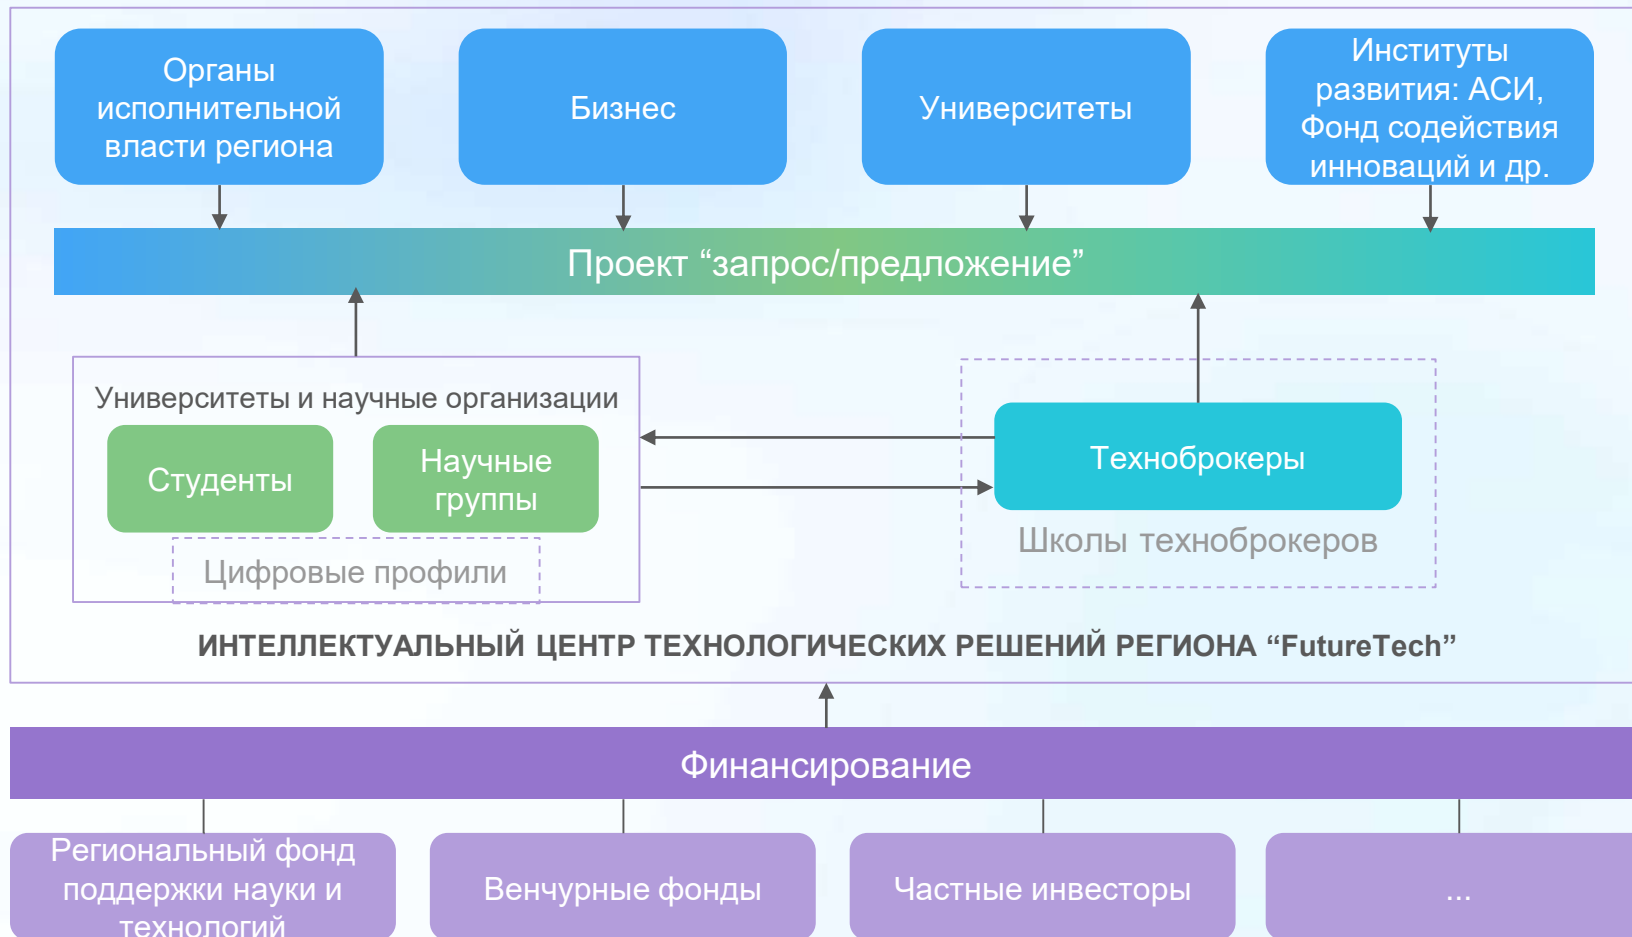 Органы
исполнительной
власти региона
Бизнес
Университеты
Институты
развития: АСИ,
Фонд содействия
инноваций и др.
Проект “запрос/предложение”
Университеты и научные организации
Студенты
Научные
группы
Цифровые профили
Техноброкеры
Школы техноброкеров
ИНТЕЛЛЕКТУАЛЬНЫЙ ЦЕНТР ТЕХНОЛОГИЧЕСКИХ РЕШЕНИЙ РЕГИОНА “FutureTech”
Финансирование
Региональный фонд
поддержки науки и
технологий
Венчурные фонды
Частные инвесторы
...